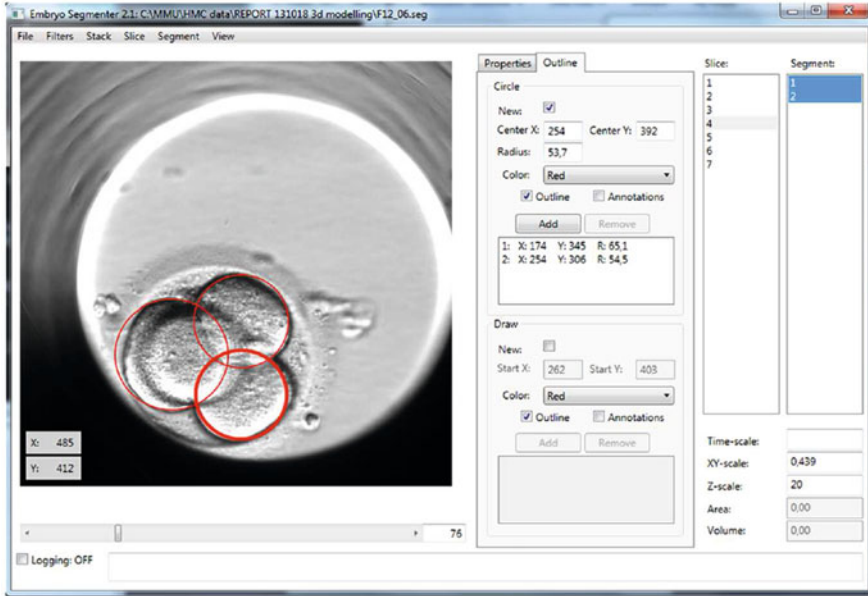 Embryo Segmenter 2.1: C:\MMU\HMC data\REPORT 131018 3d modelling\F12_06.seg
File Filters Stack Slice Segment View
Properties Outline
Circle
New:
Center X: 254 Center Y: 392
Radius: 53,7
Color: Red
Outline Annotations
Add Remove
1: X: 174 Y: 345 R: 65,1
2: X: 254 Y: 306 R: 54,5
Draw
New:
Start X: 262 Start Y: 403
Color: Red
Outline Annotations
Add Remove
Slice:
1
2
3
4
5
6
7
Segment:
1
2
Time-scale:
XY-scale: 0,439
Z-scale: 20
Area: 0,00
Volume: 0,00
X: 485
Y: 412
76
Logging: OFF